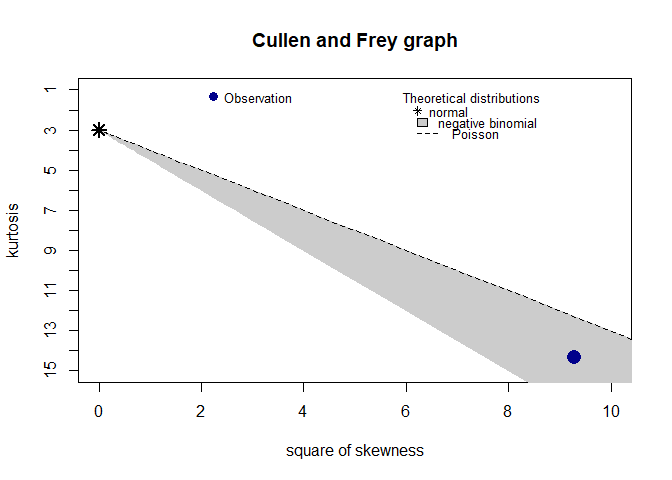 Cullen and Frey graph
Observation
Theoretical distributions
normal
negative binomial
Poisson
kurtosis
1
3
5
7
9
11
13
15
0
2
4
6
8
10
square of skewness